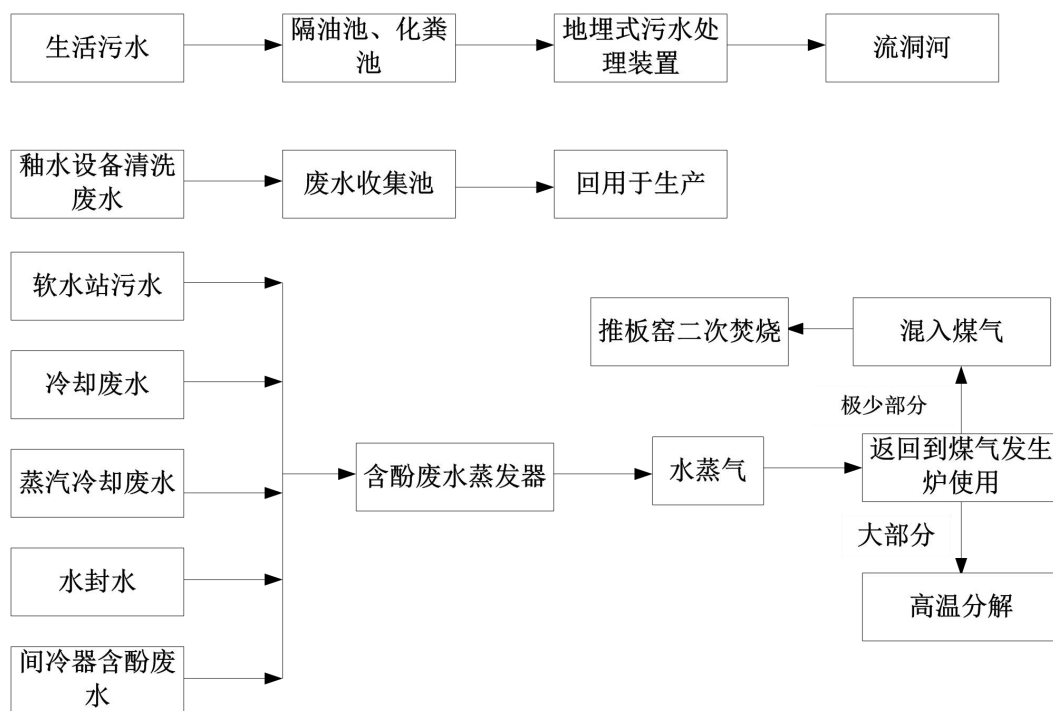 生活污水
隔油池、化粪
池
地埋式污水处
理装置
流洞河
釉水设备清洗
废水
废水收集池
回用于生产
软水站污水
冷却废水
蒸汽冷却废水
水封水
间冷器含酚废
水
含酚废水蒸发器
水蒸气
返回到煤气发生
炉使用
极少部分
混入煤气
推板窑二次焚烧
大部分
高温分解